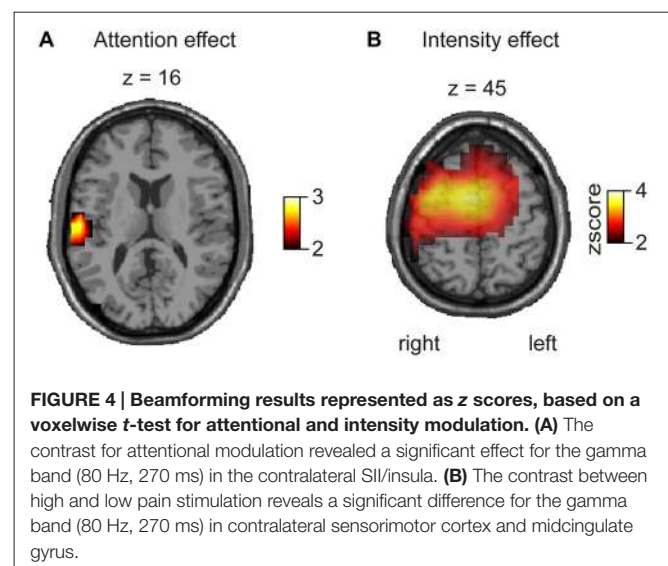 A Attention effect
z = 16
3
2
B Intensity effect
z = 45
zscore
4
2
right left
FIGURE 4 | Beamforming results represented as z scores, based on a
voxelwise t-test for attentional and intensity modulation. (A) The
contrast for attentional modulation revealed a significant effect for the gamma
band (80 Hz, 270 ms) in the contralateral SII/insula. (B) The contrast between
high and low pain stimulation reveals a significant difference for the gamma
band (80 Hz, 270 ms) in contralateral sensorimotor cortex and midcingulate
gyrus.